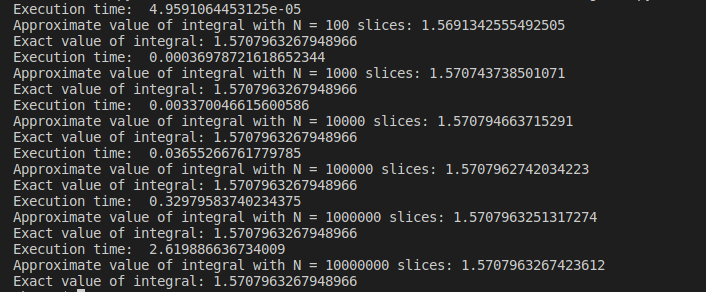 Execution time:  4.9591064453125e-05
Approximate value of integral with N = 100 slices: 1.5691342555492505
Exact value of integral: 1.5707963267948966
Execution time:  0.00036978721618652344
Approximate value of integral with N = 1000 slices: 1.570743738501071
Exact value of integral: 1.5707963267948966
Execution time:  0.003370046615600586
Approximate value of integral with N = 10000 slices: 1.570794663715291
Exact value of integral: 1.5707963267948966
Execution time:  0.03655266761779785
Approximate value of integral with N = 100000 slices: 1.5707962742034223
Exact value of integral: 1.5707963267948966
Execution time:  0.32979583740234375
Approximate value of integral with N = 1000000 slices: 1.5707963251317274
Exact value of integral: 1.5707963267948966
Execution time:  2.619886636734009
Approximate value of integral with N = 10000000 slices: 1.5707963267423612
Exact value of integral: 1.5707963267948966